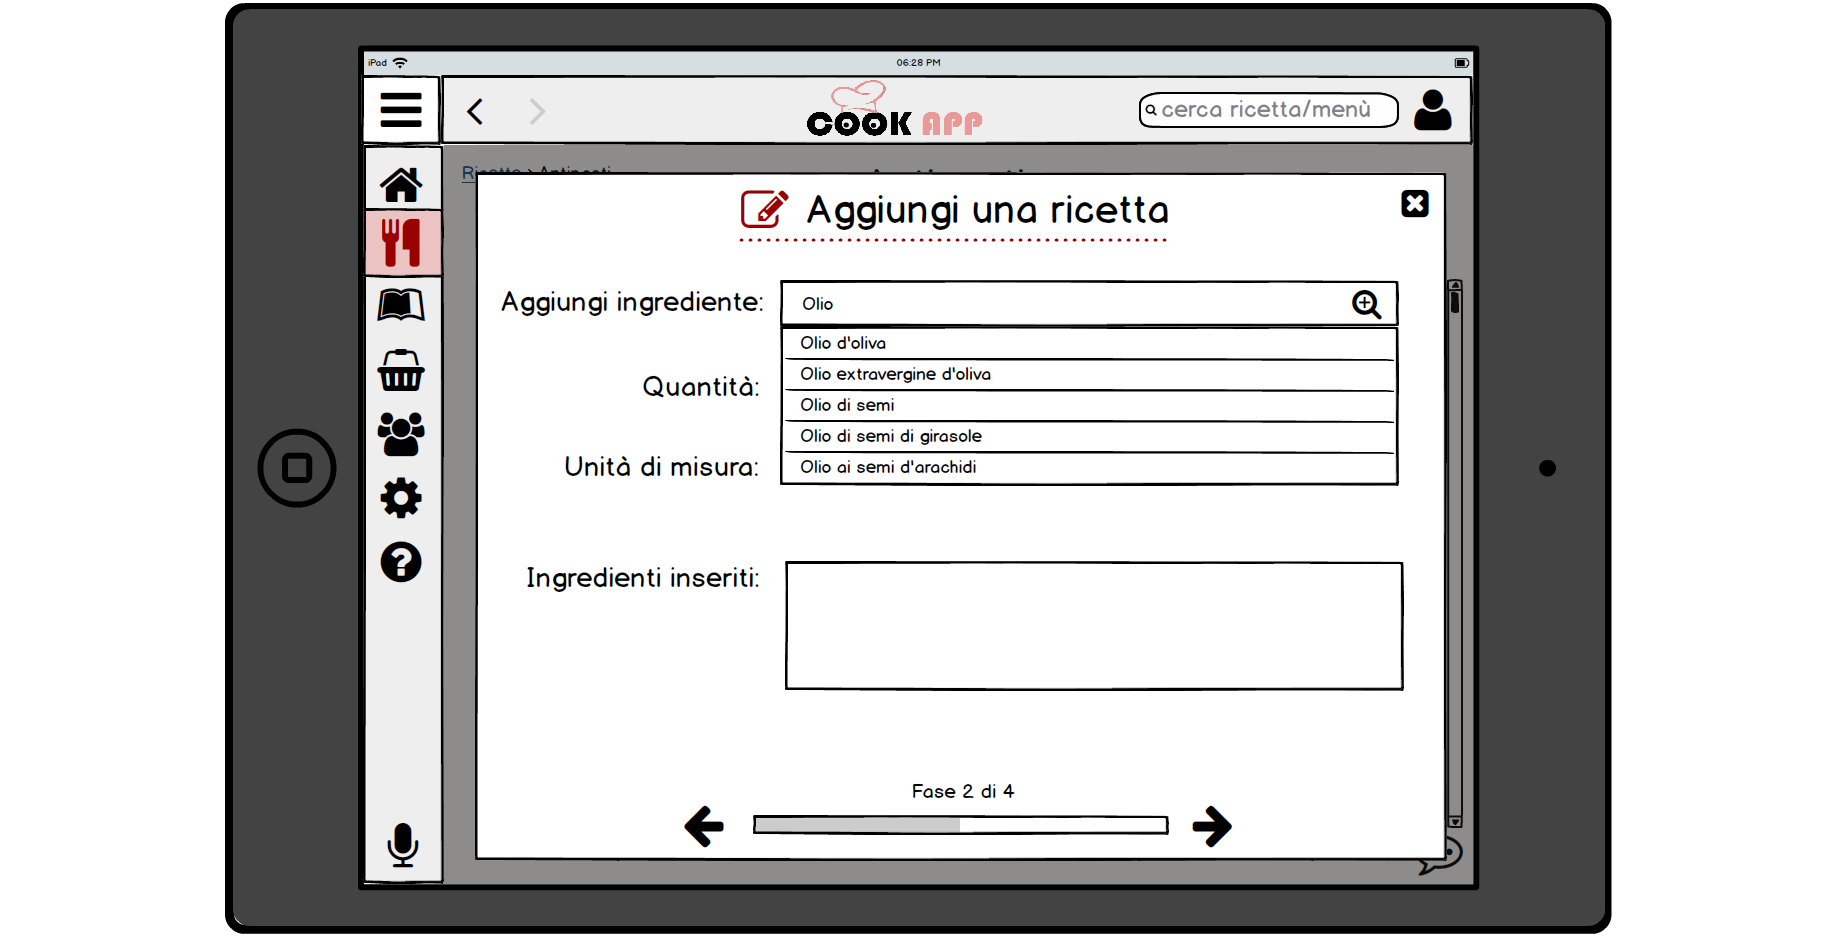 iPad
06:28 PM
COOK APP
cerca ricetta/menù
Aggiungi una ricetta
Aggiungi ingrediente:
Olio
Olio d'oliva
Olio extravergine d'oliva
Quantità:
Olio di semi
Olio di semi di girasole
Unità di misura:
Olio ai semi d'arachidi
Ingredienti inseriti:
Fase 2 di 4